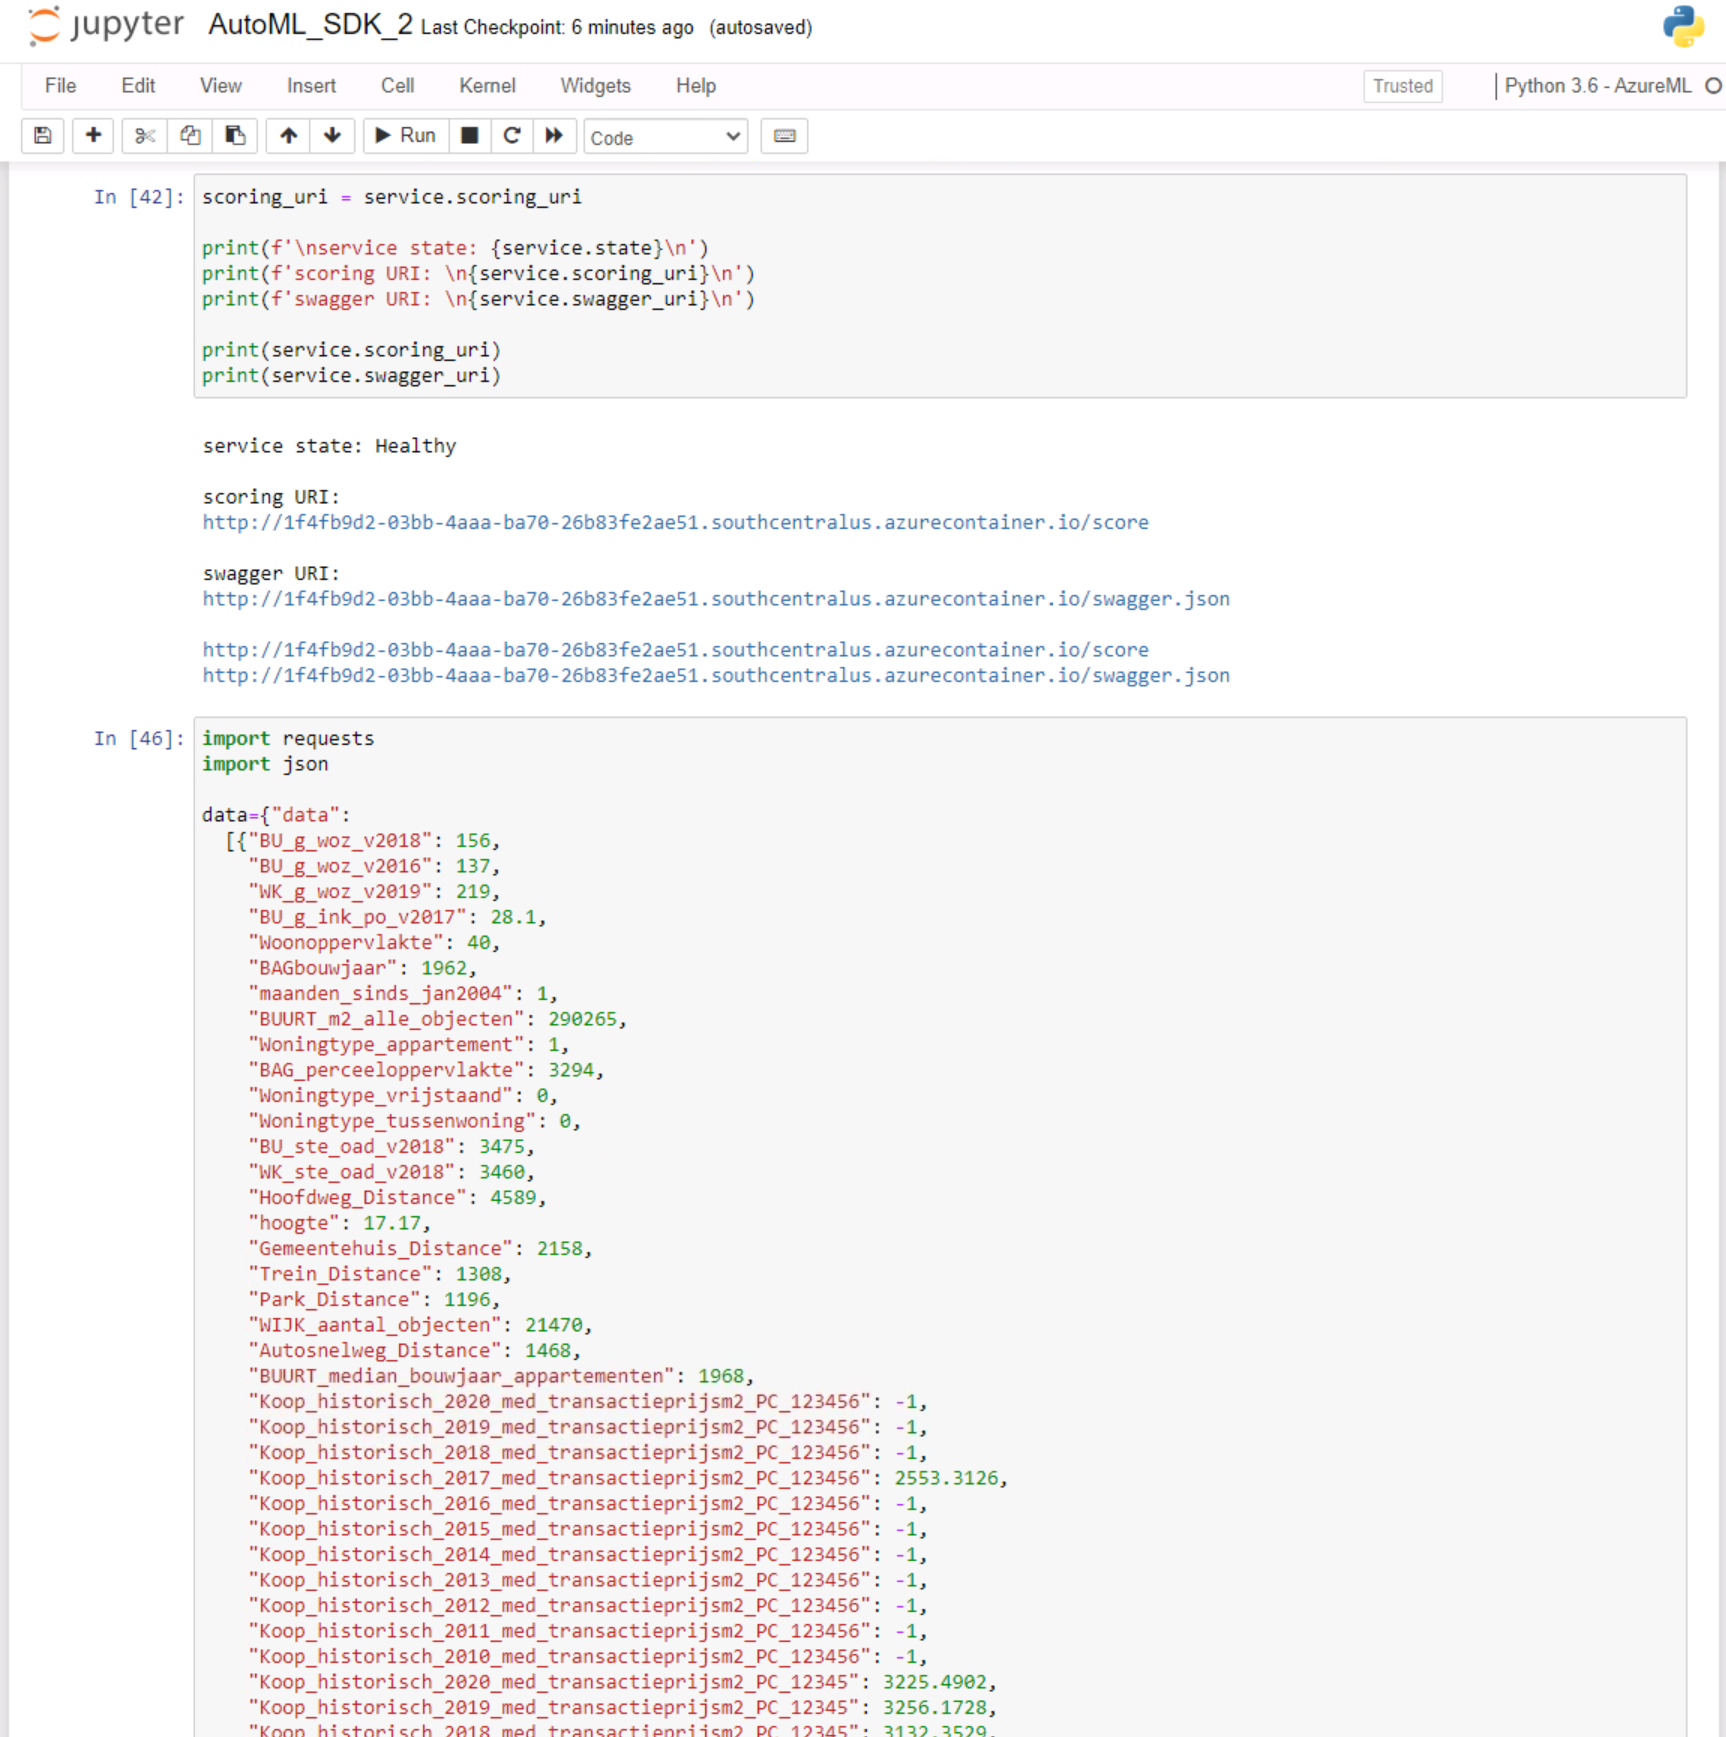 jupyter AutoML_SDK_2 Last Checkpoint: 6 minutes ago (autosaved)
File Edit View Insert Cell Kernel Widgets Help Trusted Python 3.6 - AzureML
Run Code
In [42]: scoring_uri = service.scoring_uri
print(f'\nservice state: {service.state}\n')
print(f'scoring URI: \n{service.scoring_uri}\n')
print(f'swagger URI: \n{service.swagger_uri}\n')
print(service.scoring_uri)
print(service.swagger_uri)
service state: Healthy
scoring URI:
http://1f4fb9d2-03bb-4aaa-ba70-26b83fe2ae51.southcentralus.azurecontainer.io/score
swagger URI:
http://1f4fb9d2-03bb-4aaa-ba70-26b83fe2ae51.southcentralus.azurecontainer.io/swagger.json
http://1f4fb9d2-03bb-4aaa-ba70-26b83fe2ae51.southcentralus.azurecontainer.io/score
http://1f4fb9d2-03bb-4aaa-ba70-26b83fe2ae51.southcentralus.azurecontainer.io/swagger.json
In [46]: import requests
import json
data={"data":
[{"BU_g_woz_v2018": 156,
"BU_g_woz_v2016": 137,
"WK_g_woz_v2019": 219,
"BU_g_ink_po_v2017": 28.1,
"Woonoppervlakte": 40,
"BAGbouwjaar": 1962,
"maanden_sinds_jan2004": 1,
"BUURT_m2_alle_objecten": 290265,
"Woningtype_appartement": 1,
"BAG_perceeloppervlakte": 3294,
"Woningtype_vrijstaand": 0,
"Woningtype_tussenwoning": 0,
"BU_ste_oad_v2018": 3475,
"WK_ste_oad_v2018": 3460,
"Hoofdweg_Distance": 4589,
"hoogte": 17.17,
"Gemeentehuis_Distance": 2158,
"Trein_Distance": 1308,
"Park_Distance": 1196,
"WIJK_aantal_objecten": 21470,
"Autosnelweg_Distance": 1468,
"BUURT_median_bouwjaar_appartementen": 1968,
"Koop_historisch_2020_med_transactieprijsm2_PC_123456": -1,
"Koop_historisch_2019_med_transactieprijsm2_PC_123456": -1,
"Koop_historisch_2018_med_transactieprijsm2_PC_123456": -1,
"Koop_historisch_2017_med_transactieprijsm2_PC_123456": 2553.3126,
"Koop_historisch_2016_med_transactieprijsm2_PC_123456": -1,
"Koop_historisch_2015_med_transactieprijsm2_PC_123456": -1,
"Koop_historisch_2014_med_transactieprijsm2_PC_123456": -1,
"Koop_historisch_2013_med_transactieprijsm2_PC_123456": -1,
"Koop_historisch_2012_med_transactieprijsm2_PC_123456": -1,
"Koop_historisch_2011_med_transactieprijsm2_PC_123456": -1,
"Koop_historisch_2010_med_transactieprijsm2_PC_123456": -1,
"Koop_historisch_2020_med_transactieprijsm2_PC_12345": 3225.4902,
"Koop_historisch_2019_med_transactieprijsm2_PC_12345": 3256.1728,
"Koop_historisch_2018_med_transactieprijsm2_PC_12345": 3132.3529,